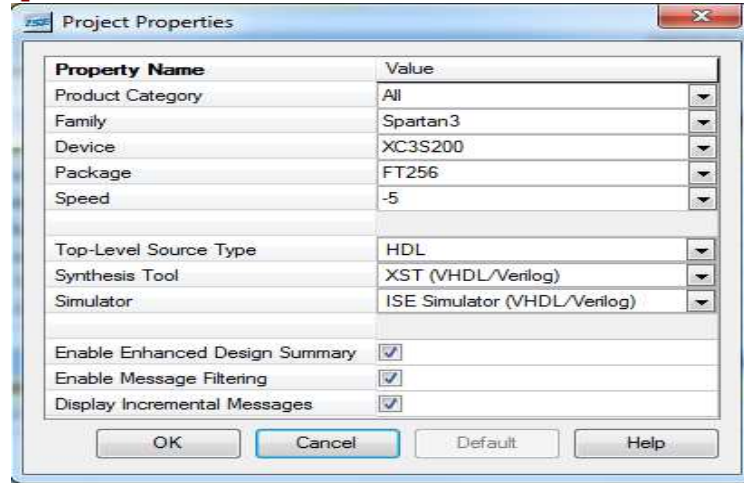 ISE Project Properties
Property Name Value
Product Category All
Family Spartan3
Device XC3S200
Package FT256
Speed -5
Top-Level Source Type HDL
Synthesis Tool XST (VHDL/Verilog)
Simulator ISE Simulator (VHDL/Verilog)
Enable Enhanced Design Summary
Enable Message Filtering
Display Incremental Messages
OK Cancel Default Help